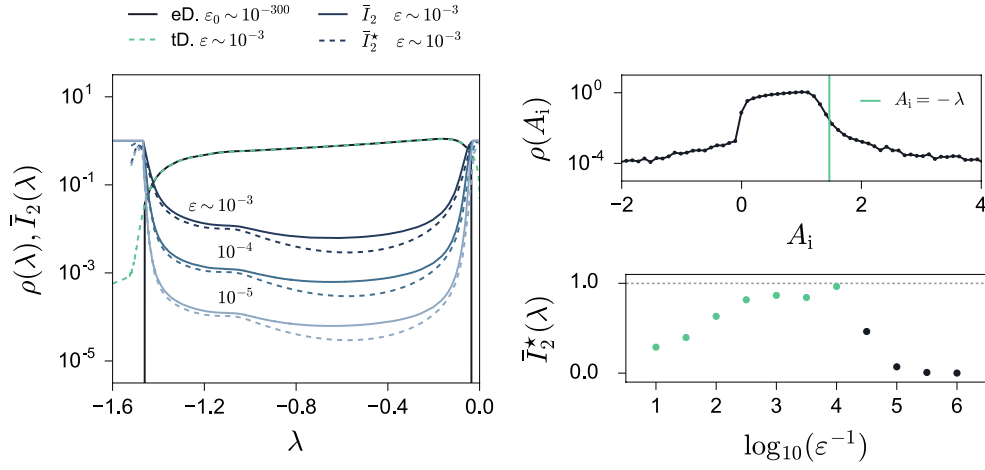 eD. ε₀ ∼ 10⁻³⁰⁰
tD. ε ∼ 10⁻³
Ī₂ ε ∼ 10⁻³
Ī₂⋆ ε ∼ 10⁻³
ρ(λ), Ī₂(λ)
10¹
10⁻¹
10⁻³
10⁻⁵
ε ∼ 10⁻³
10⁻⁴
10⁻⁵
−1.6 −1.2 −0.8 −0.4 0.0
λ
ρ(Aᵢ)
10⁰
10⁻⁴
Aᵢ = − λ
−2 0 2 4
Aᵢ
Ī₂⋆(λ)
1.0
0.0
1 2 3 4 5 6
log₁₀(ε⁻¹)